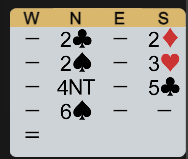 W N E S
– 2♣ – 2♦
– 2♠ – 3♥
– 4NT – 5♣
– 6♠ – –
=